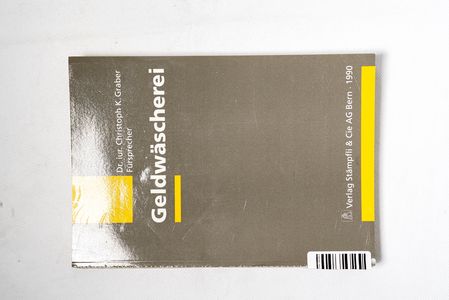 Dr. iur. Christoph K. Graber
Fürsprecher
Geldwäscherei
Verlag Stämpfli & Cie AG Bern · 1990